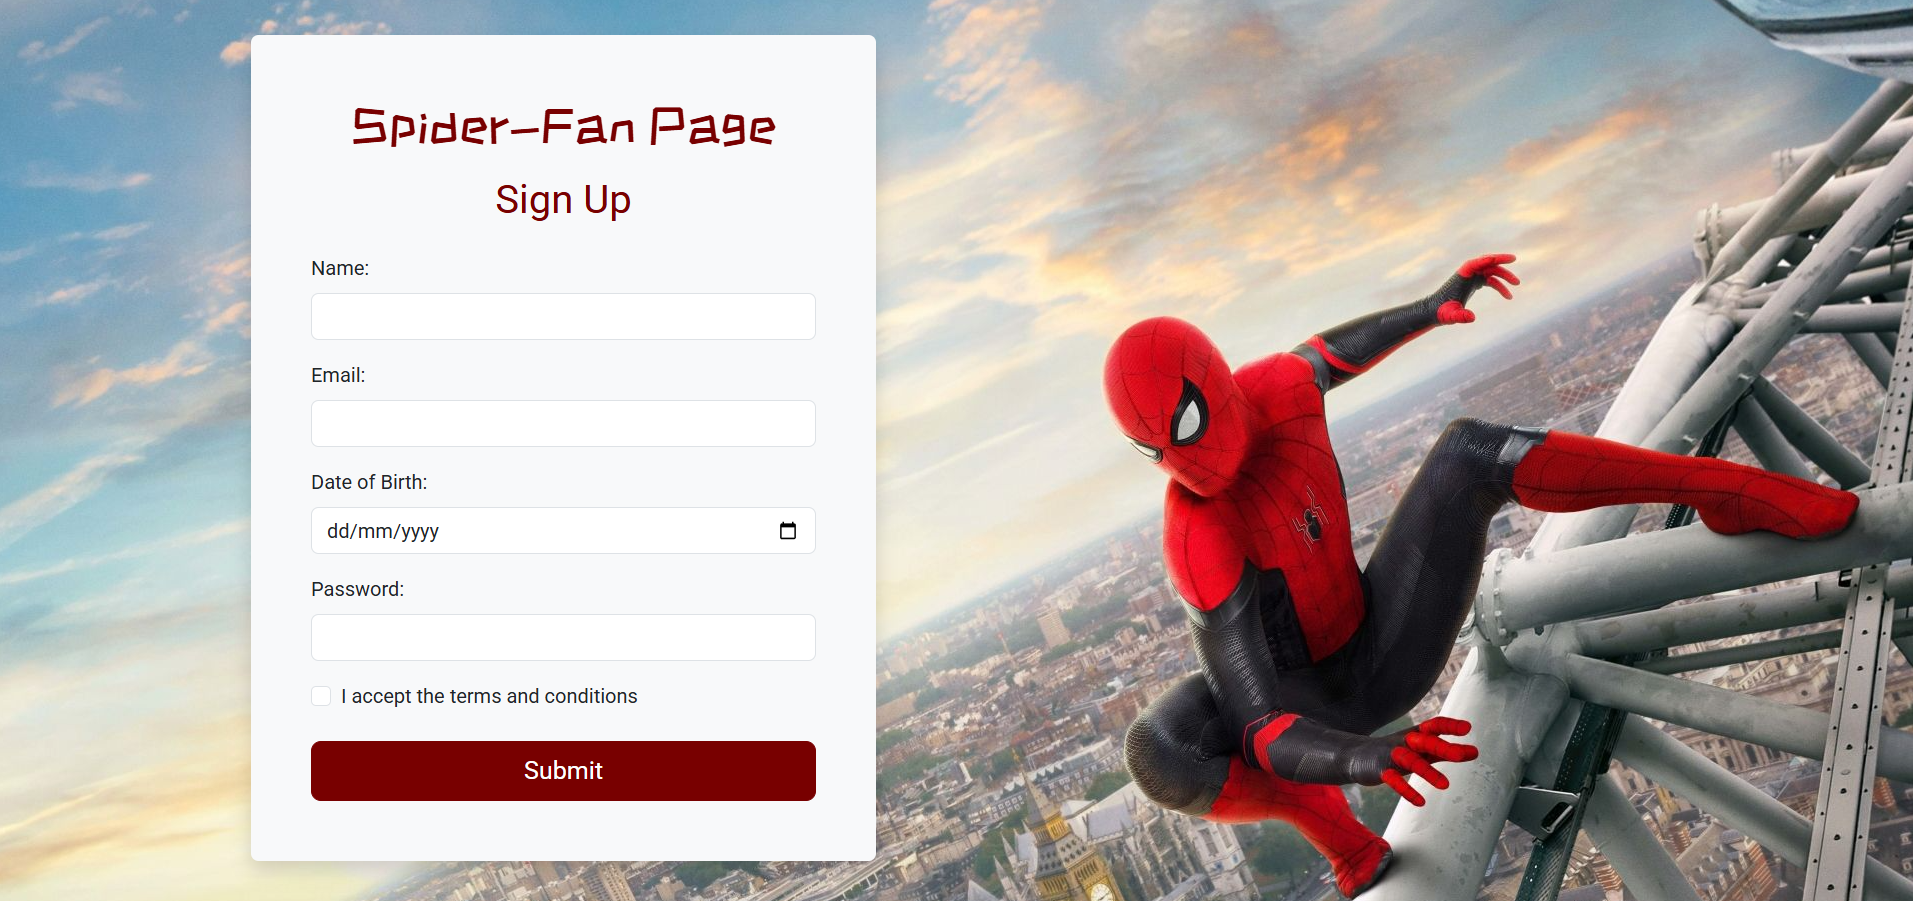 Spider-Fan Page
Sign Up
Name:
Email:
Date of Birth:
dd/mm/yyyy
Password:
I accept the terms and conditions
Submit